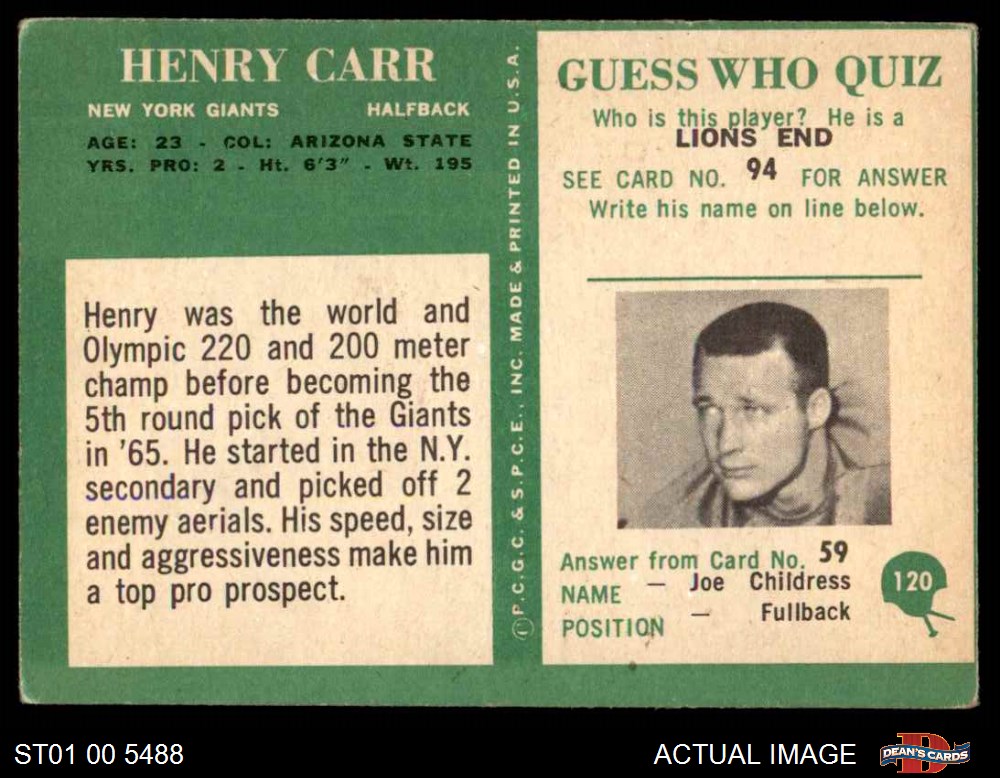 HENRY CARR
NEW YORK GIANTS HALFBACK
AGE: 23 - COL: ARIZONA STATE
YRS. PRO: 2 - Ht. 6'3" - Wt. 195
Henry was the world and
Olympic 220 and 200 meter
champ before becoming the
5th round pick of the Giants
in '65. He started in the N.Y.
secondary and picked off 2
enemy aerials. His speed, size
and aggressiveness make him
a top pro prospect.
Ⓟ P.C.G.C. & S.P.C.E., INC. MADE & PRINTED IN U.S.A.
GUESS WHO QUIZ
Who is this player? He is a
LIONS END
SEE CARD NO. 94 FOR ANSWER
Write his name on line below.
Answer from Card No. 59
NAME — Joe Childress
POSITION — Fullback
120
ST01 00 5488
ACTUAL IMAGE
D
DEAN'S CARDS